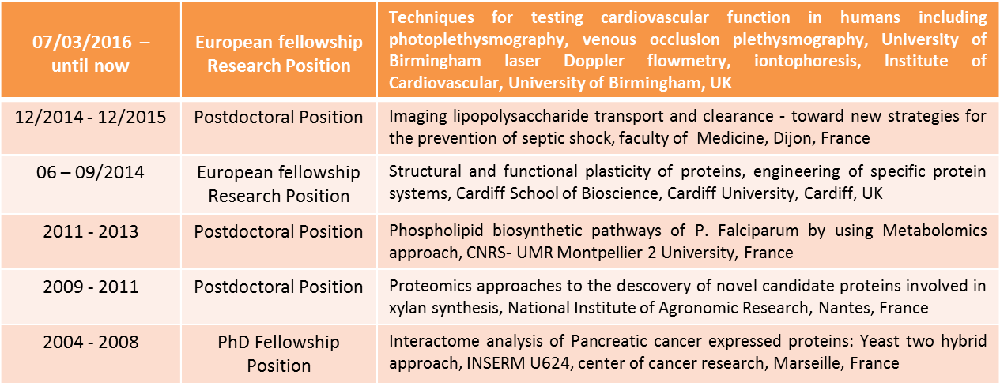 07/03/2016 –
until now
European fellowship
Research Position
Techniques for testing cardiovascular function in humans including
photoplethysmography, venous occlusion plethysmography, University of
Birmingham laser Doppler flowmetry, iontophoresis, Institute of
Cardiovascular, University of Birmingham, UK
12/2014 - 12/2015
Postdoctoral Position
Imaging lipopolysaccharide transport and clearance - toward new strategies for
the prevention of septic shock, faculty of Medicine, Dijon, France
06 – 09/2014
European fellowship
Research Position
Structural and functional plasticity of proteins, engineering of specific protein
systems, Cardiff School of Bioscience, Cardiff University, Cardiff, UK
2011 - 2013
Postdoctoral Position
Phospholipid biosynthetic pathways of P. Falciparum by using Metabolomics
approach, CNRS- UMR Montpellier 2 University, France
2009 - 2011
Postdoctoral Position
Proteomics approaches to the descovery of novel candidate proteins involved in
xylan synthesis, National Institute of Agronomic Research, Nantes, France
2004 - 2008
PhD Fellowship
Position
Interactome analysis of Pancreatic cancer expressed proteins: Yeast two hybrid
approach, INSERM U624, center of cancer research, Marseille, France